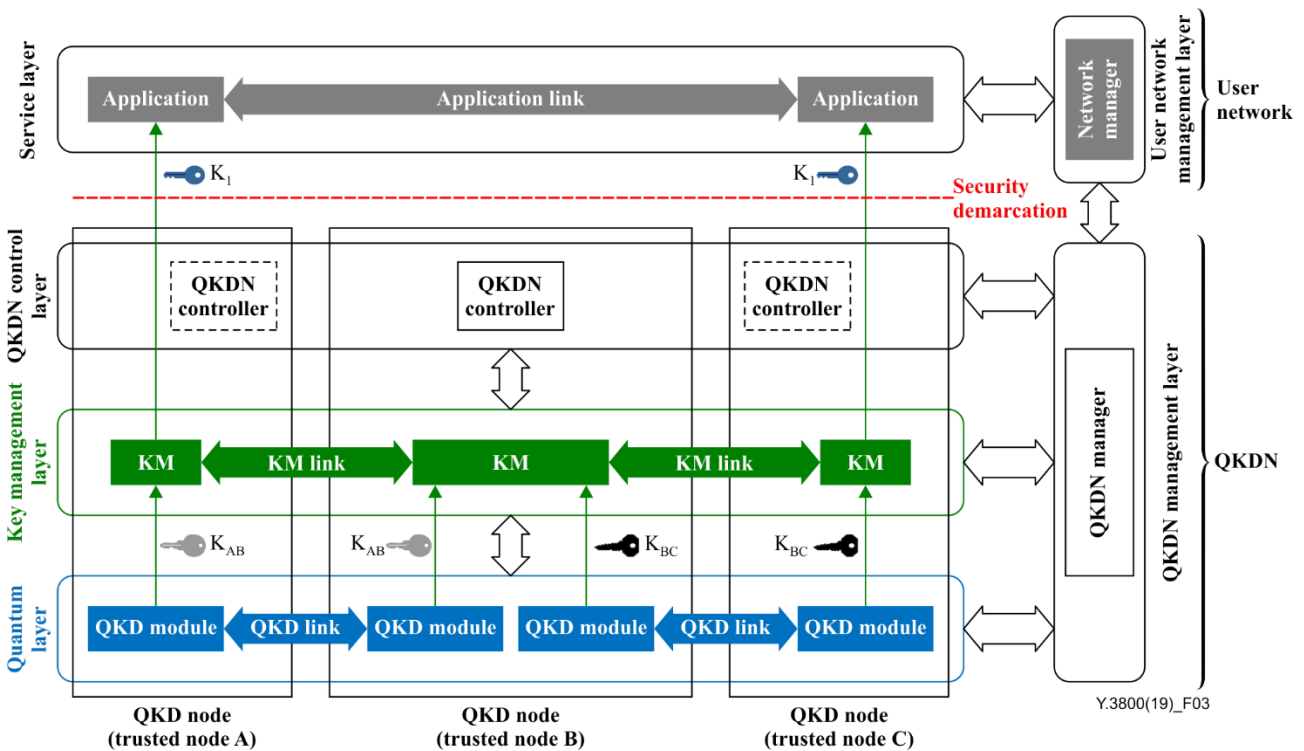 Service layer
Application
Application link
Application
Network
manager
User network
management layer
User
network
K1
K1
Security
demarcation
QKDN control
layer
QKDN
controller
QKDN
controller
QKDN
controller
Key management
layer
KM
KM link
KM
KM link
KM
QKDN manager
QKDN management layer
QKDN
KAB
KAB
KBC
KBC
Quantum
layer
QKD module
QKD link
QKD module
QKD module
QKD link
QKD module
Y.3800(19)_F03
QKD node
(trusted node A)
QKD node
(trusted node B)
QKD node
(trusted node C)